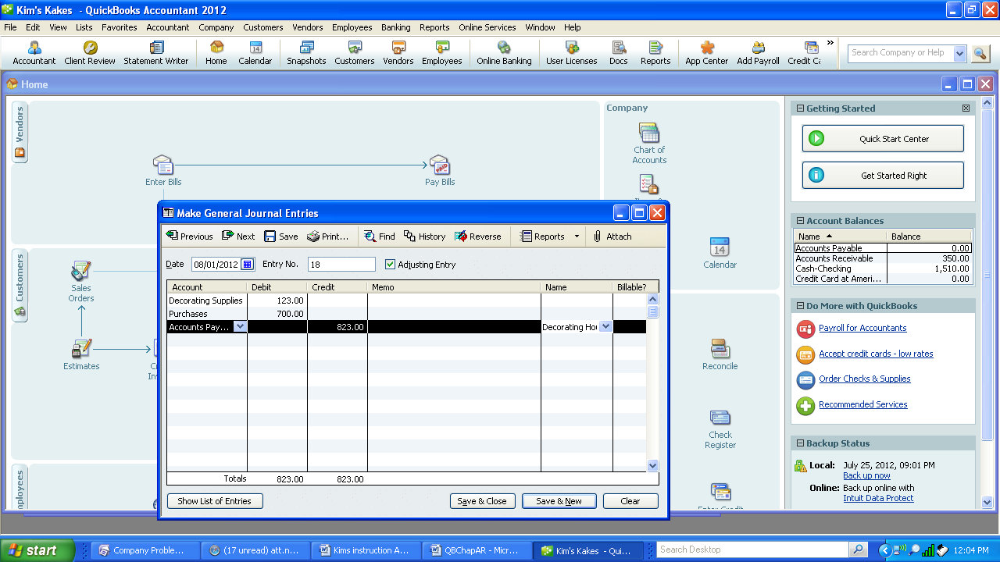 Kim's Kakes - QuickBooks Accountant 2012
File Edit View Lists Favorites Accountant Company Customers Vendors Employees Banking Reports Online Services Window Help
Accountant Client Review Statement Writer Home Calendar Snapshots Customers Vendors Employees Online Banking User Licenses Docs Reports App Center Add Payroll Credit Ca
Search Company or Help
Home
Vendors
Enter Bills
Pay Bills
Customers
Sales
Orders
Estimates
Employees
Company
Chart of
Accounts
Calendar
Reconcile
Check
Register
Enter Credit
Make General Journal Entries
Previous Next Save Print... Find History Reverse Reports Attach
Date 08/01/2012 Entry No. 18 Adjusting Entry
Account Debit Credit Memo Name Billable?
Decorating Supplies 123.00
Purchases 700.00
Accounts Pay... 823.00 Decorating Hou
Totals 823.00 823.00
Show List of Entries Save & Close Save & New Clear
Getting Started
Quick Start Center
Get Started Right
Account Balances
Name Balance
Accounts Payable 0.00
Accounts Receivable 350.00
Cash-Checking 1,510.00
Credit Card at Ameri... 0.00
Do More with QuickBooks
Payroll for Accountants
Accept credit cards - low rates
Order Checks & Supplies
Recommended Services
Backup Status
Local: July 25, 2012, 09:01 PM
Back up now
Online: Back up online with
Intuit Data Protect
start Company Proble... (17 unread) att.n... Kims instruction A... QBChapAR - Micr... Kim's Kakes - Qui... Search Desktop 12:04 PM